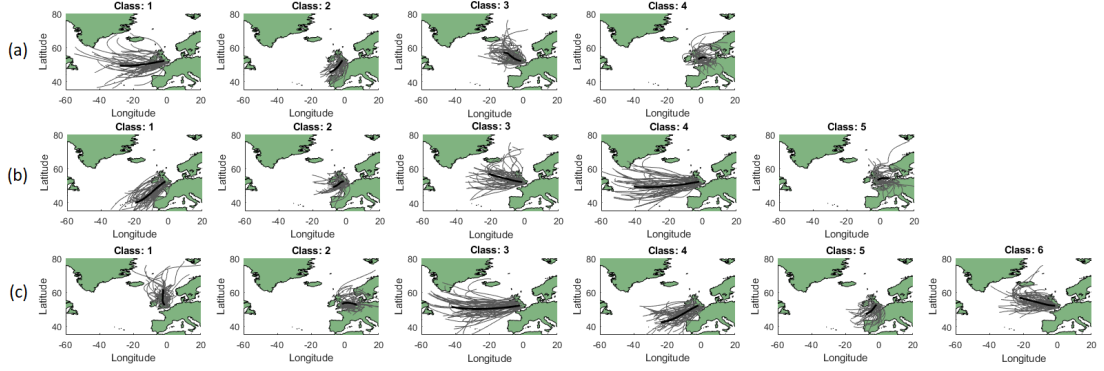 Class: 1 Class: 2 Class: 3 Class: 4
(a) Latitude 80 60 40 Latitude 80 60 40 Latitude 80 60 40 Latitude 80 60 40
-60 -40 -20 0 20 -60 -40 -20 0 20 -60 -40 -20 0 20 -60 -40 -20 0 20
Longitude Longitude Longitude Longitude
Class: 1 Class: 2 Class: 3 Class: 4 Class: 5
(b) Latitude 80 60 40 Latitude 80 60 40 Latitude 80 60 40 Latitude 80 60 40 Latitude 80 60 40
-60 -40 -20 0 20 -60 -40 -20 0 20 -60 -40 -20 0 20 -60 -40 -20 0 20 -60 -40 -20 0 20
Longitude Longitude Longitude Longitude Longitude
Class: 1 Class: 2 Class: 3 Class: 4 Class: 5 Class: 6
(c) Latitude 80 60 40 Latitude 80 60 40 Latitude 80 60 40 Latitude 80 60 40 Latitude 80 60 40 Latitude 80 60 40
-60 -40 -20 0 20 -60 -40 -20 0 20 -60 -40 -20 0 20 -60 -40 -20 0 20 -60 -40 -20 0 20 -60 -40 -20 0 20
Longitude Longitude Longitude Longitude Longitude Longitude